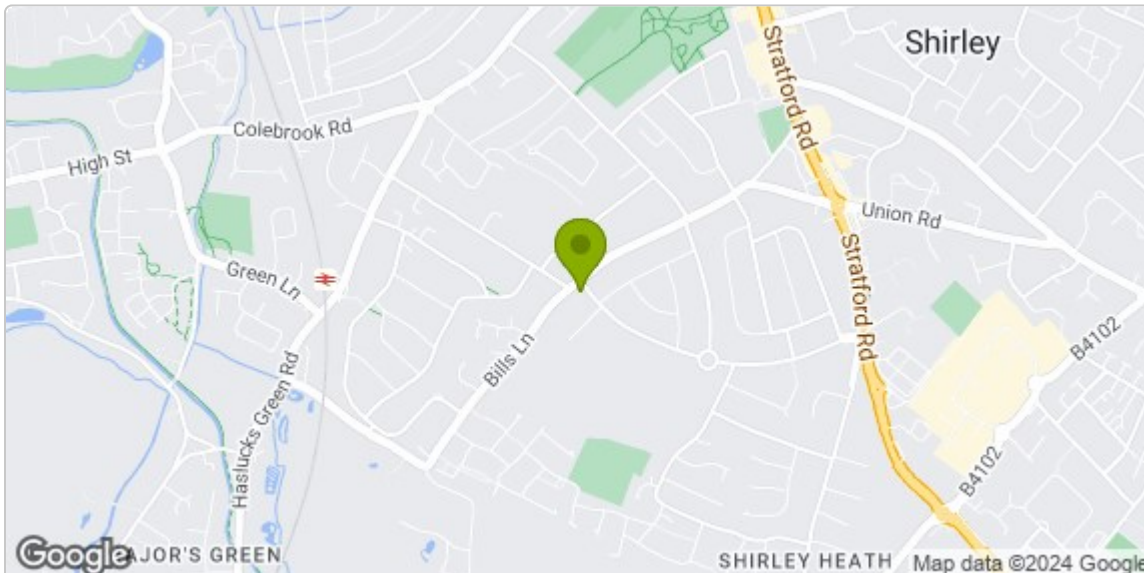 Shirley
Stratford Rd
Colebrook Rd
High St
Union Rd
Green Ln
Stratford Rd
Bills Ln
B4102
Haslucks Green Rd
B4102
Google
AJOR'S GREEN
SHIRLEY HEATH
Map data ©2024 Google